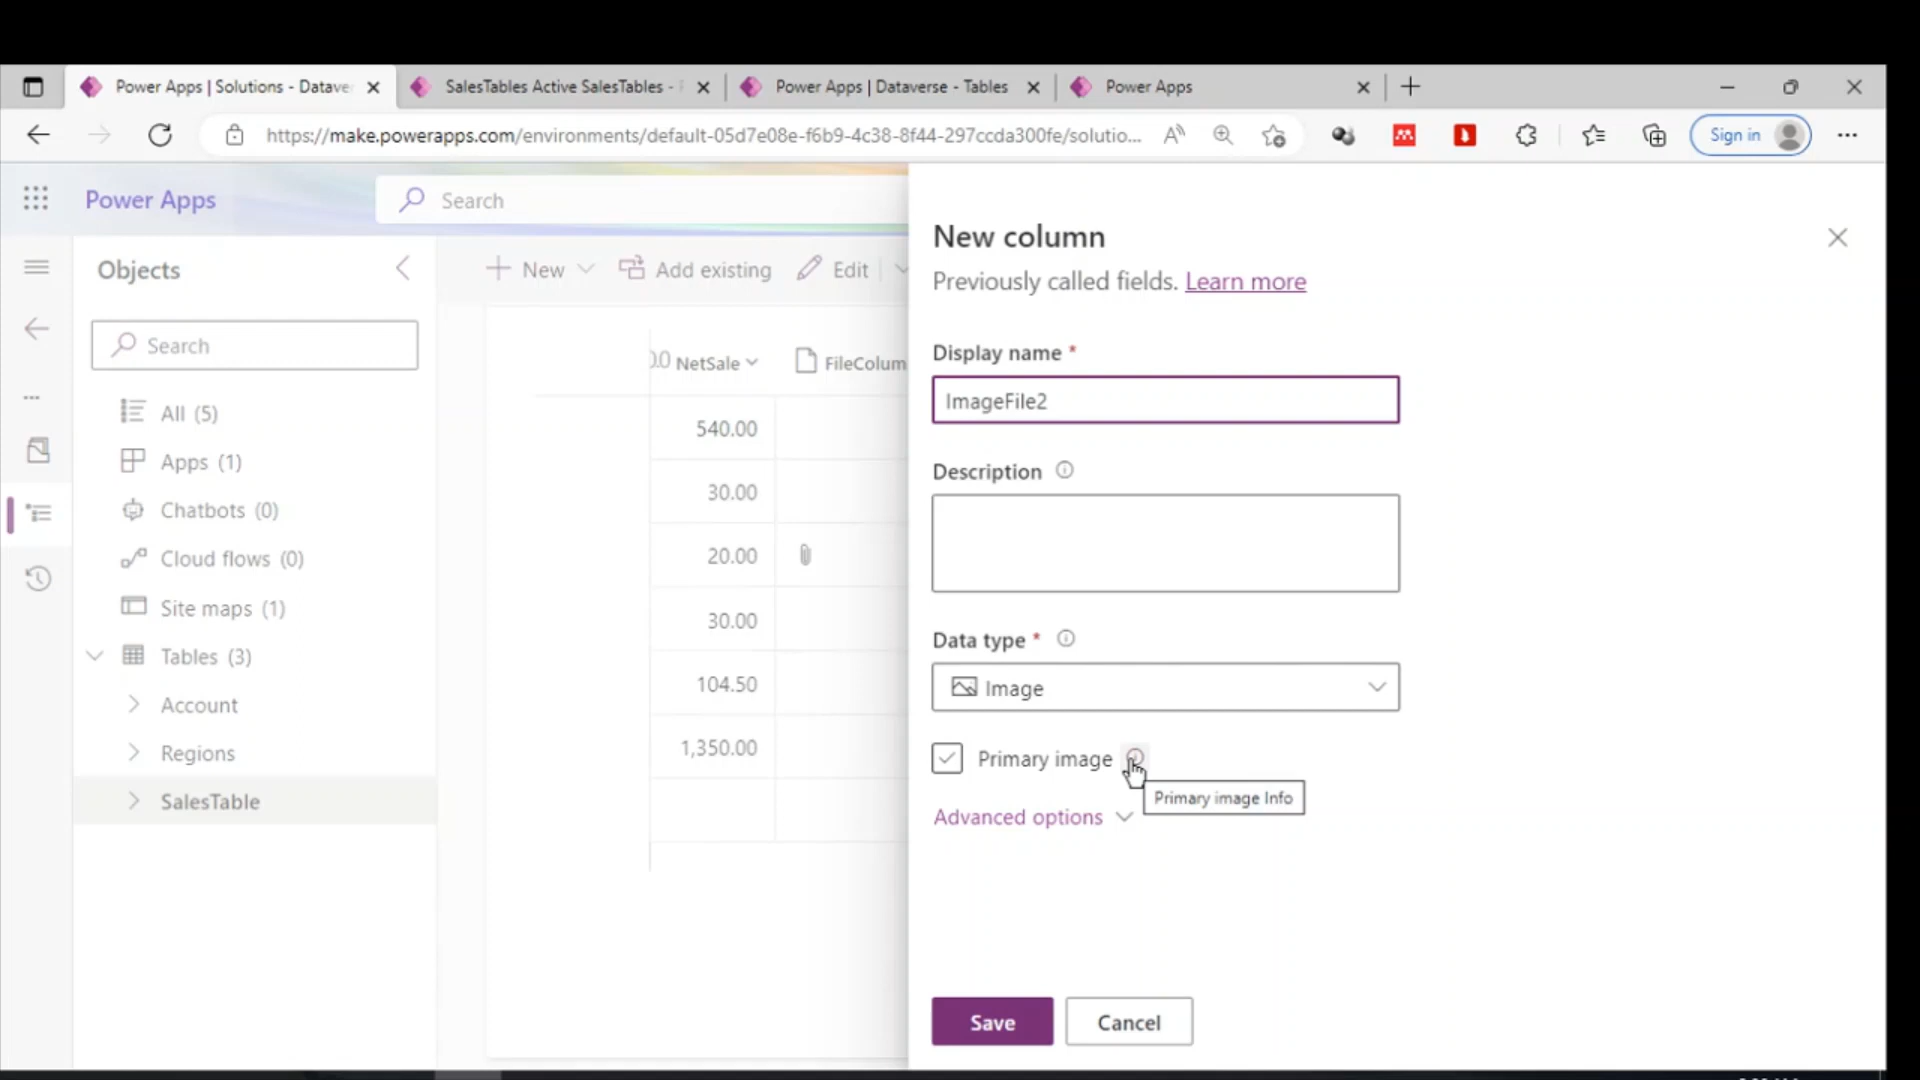 Power Apps | Solutions - Datave
SalesTables Active SalesTables -
Power Apps | Dataverse - Tables
Power Apps
https://make.powerapps.com/environments/default-05d7e08e-f6b9-4c38-8f44-297ccda300fe/solutio...
Sign in
Power Apps
Search
Objects
Search
All (5)
Apps (1)
Chatbots (0)
Cloud flows (0)
Site maps (1)
Tables (3)
Account
Regions
SalesTable
New
Add existing
Edit
NetSale
FileColum
540.00
30.00
20.00
30.00
104.50
1,350.00
New column
Previously called fields. Learn more
Display name *
ImageFile2
Description
Data type *
Image
Primary image
Primary image Info
Advanced options
Save
Cancel